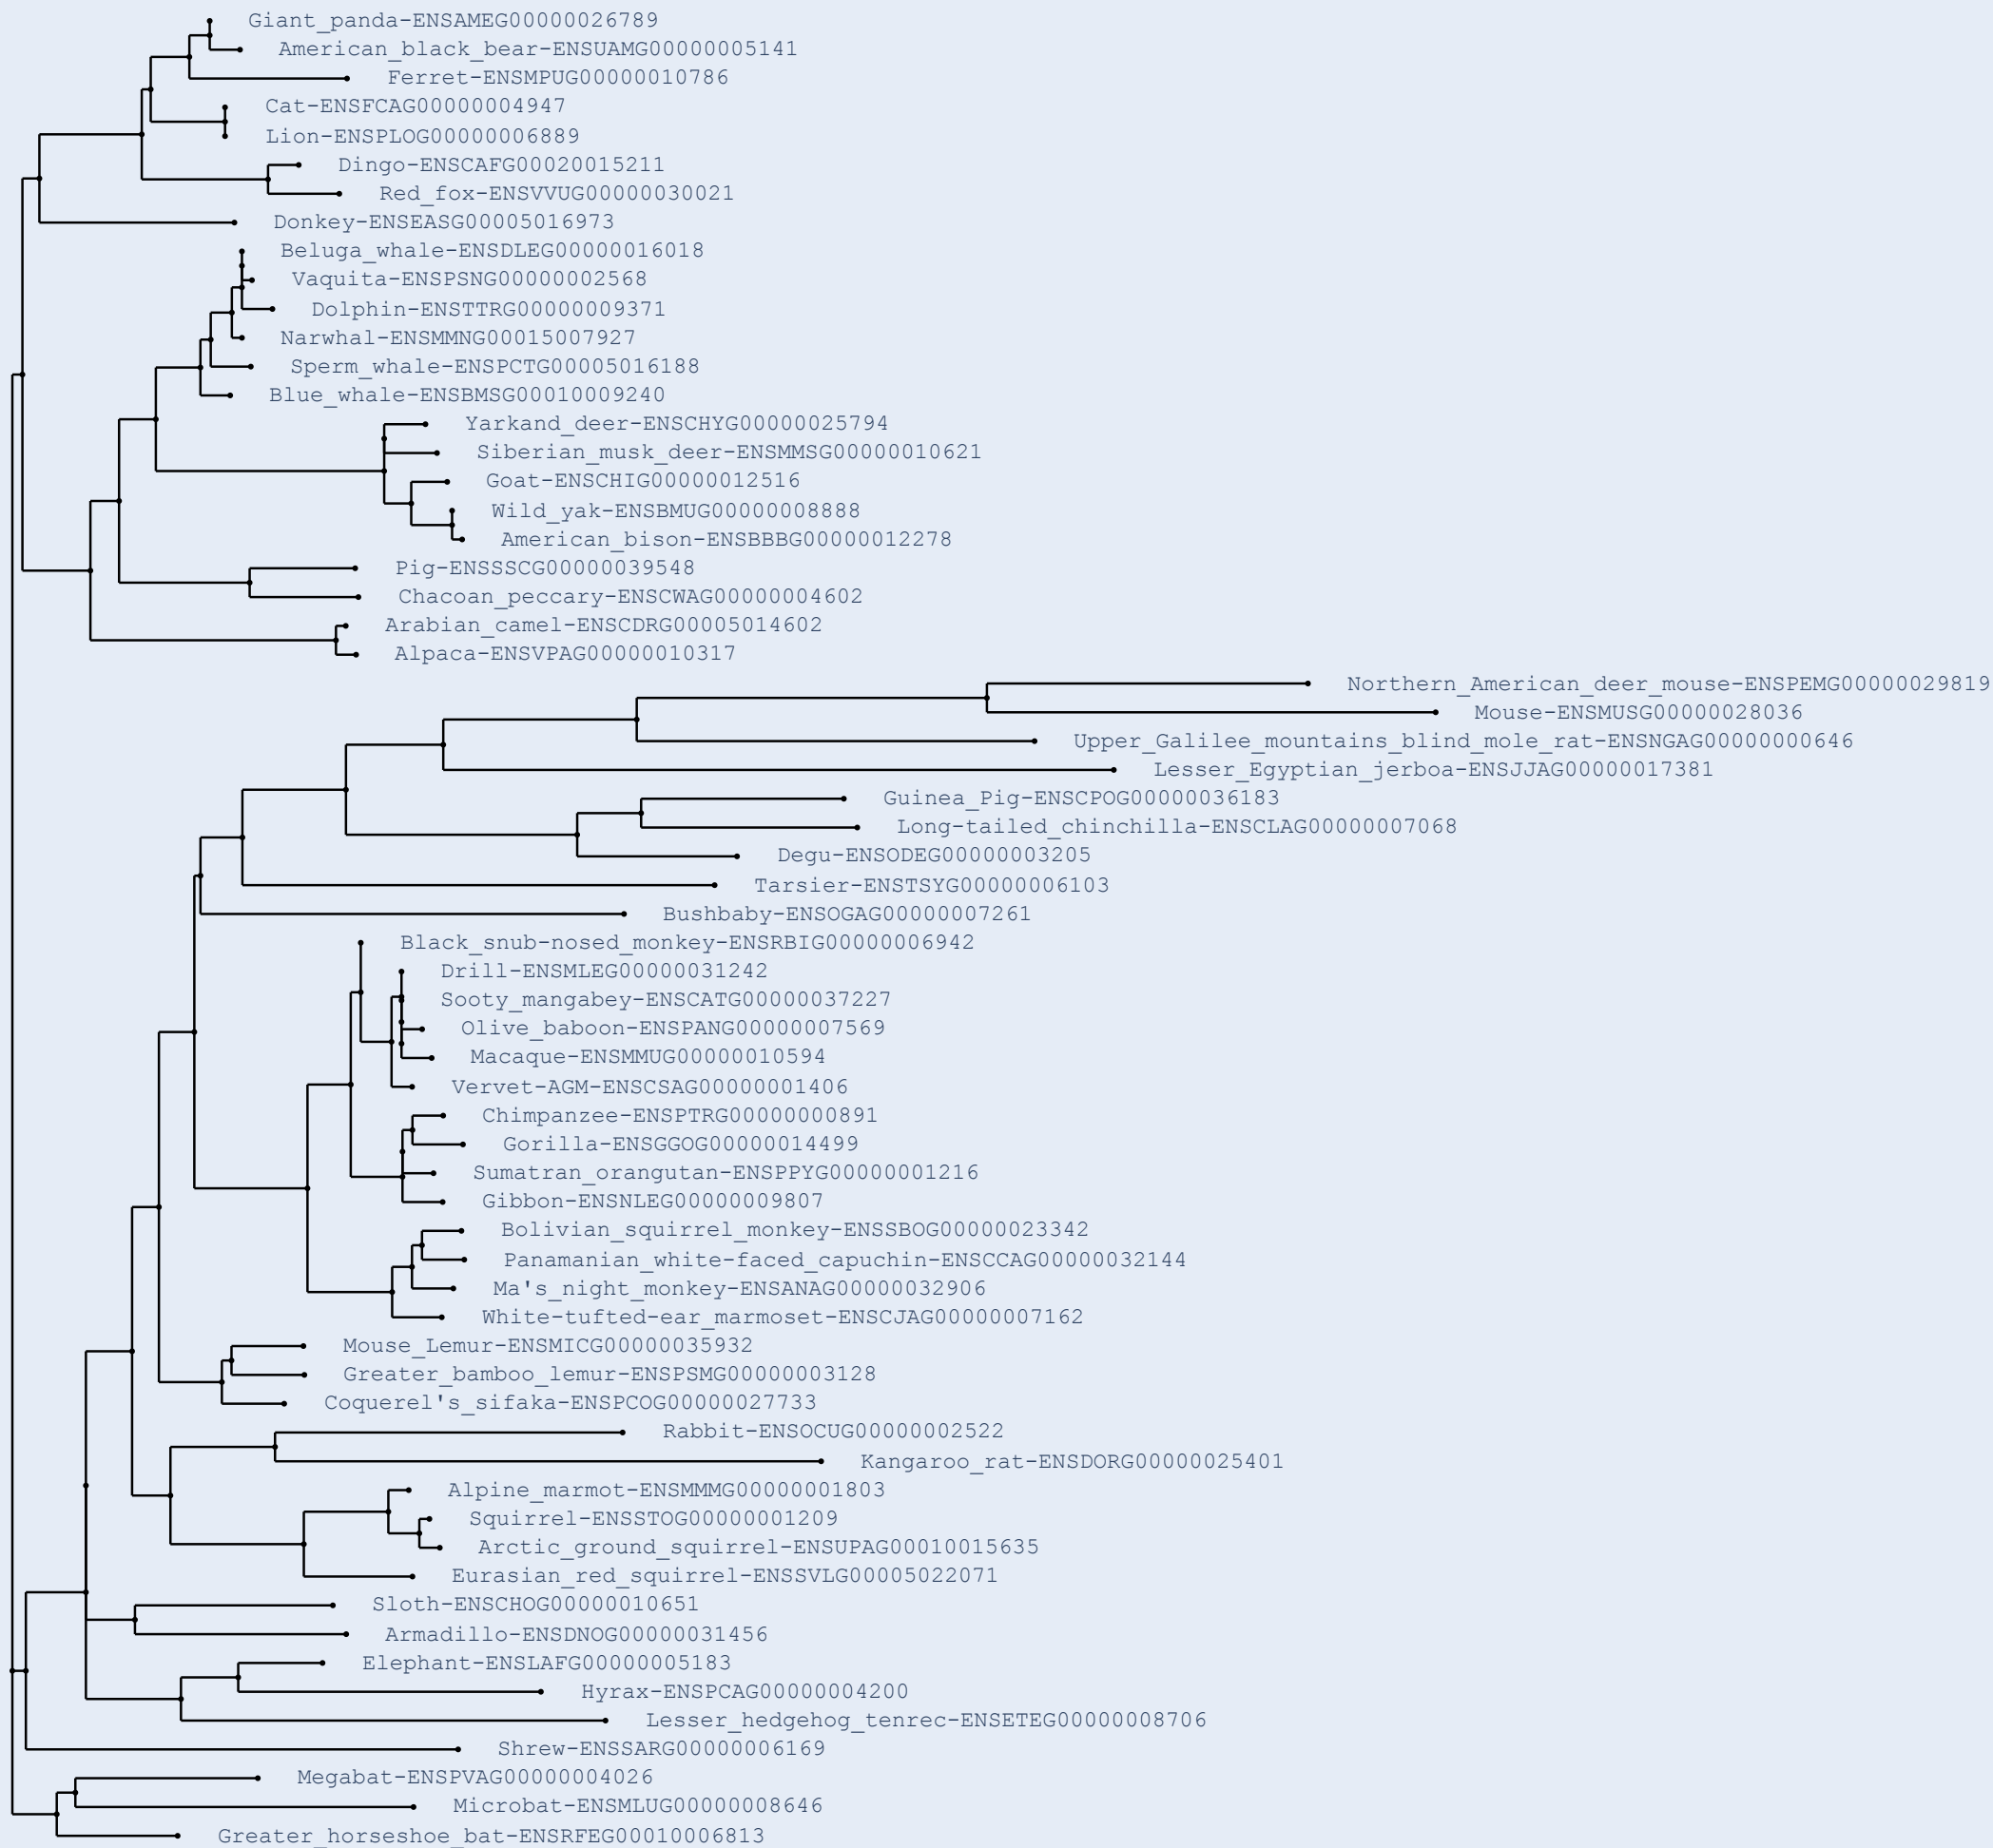 Giant_panda-ENSAMEG00000026789
American_black_bear-ENSUAMG00000005141
Ferret-ENSMPUG00000010786
Cat-ENSFCAG00000004947
Lion-ENSPLOG00000006889
Dingo-ENSCAFG00020015211
Red_fox-ENSVVUG00000030021
Donkey-ENSEASG00005016973
Beluga_whale-ENSDLEG00000016018
Vaquita-ENSPSNG00000002568
Dolphin-ENSTTRG00000009371
Narwhal-ENSMMNG00015007927
Sperm_whale-ENSPCTG00005016188
Blue_whale-ENSBMSG00010009240
Yarkand_deer-ENSCHYG00000025794
Siberian_musk_deer-ENSMMSG00000010621
Goat-ENSCHIG00000012516
Wild_yak-ENSBMUG00000008888
American_bison-ENSBBBG00000012278
Pig-ENSSSCG00000039548
Chacoan_peccary-ENSCWAG00000004602
Arabian_camel-ENSCDRG00005014602
Alpaca-ENSVPAG00000010317
Northern_American_deer_mouse-ENSPEMG00000029819
Mouse-ENSMUSG00000028036
Upper_Galilee_mountains_blind_mole_rat-ENSNGAG00000000646
Lesser_Egyptian_jerboa-ENSJJAG00000017381
Guinea_Pig-ENSCPOG00000036183
Long-tailed_chinchilla-ENSCLAG00000007068
Degu-ENSODEG00000003205
Tarsier-ENSTSYG00000006103
Bushbaby-ENSOGAG00000007261
Black_snub-nosed_monkey-ENSRBIG00000006942
Drill-ENSMLEG00000031242
Sooty_mangabey-ENSCATG00000037227
Olive_baboon-ENSPANG00000007569
Macaque-ENSMMUG00000010594
Vervet-AGM-ENSCSAG00000001406
Chimpanzee-ENSPTRG00000000891
Gorilla-ENSGGOG00000014499
Sumatran_orangutan-ENSPPYG00000001216
Gibbon-ENSNLEG00000009807
Bolivian_squirrel_monkey-ENSSBOG00000023342
Panamanian_white-faced_capuchin-ENSCCAG00000032144
Ma's_night_monkey-ENSANAG00000032906
White-tufted-ear_marmoset-ENSCJAG00000007162
Mouse_Lemur-ENSMICG00000035932
Greater_bamboo_lemur-ENSPSMG00000003128
Coquerel's_sifaka-ENSPCOG00000027733
Rabbit-ENSOCUG00000002522
Kangaroo_rat-ENSDORG00000025401
Alpine_marmot-ENSMMMG00000001803
Squirrel-ENSSTOG00000001209
Arctic_ground_squirrel-ENSUPAG00010015635
Eurasian_red_squirrel-ENSSVLG00005022071
Sloth-ENSCHOG00000010651
Armadillo-ENSDNOG00000031456
Elephant-ENSLAFG00000005183
Hyrax-ENSPCAG00000004200
Lesser_hedgehog_tenrec-ENSETEG00000008706
Shrew-ENSSARG00000006169
Megabat-ENSPVAG00000004026
Microbat-ENSMLUG00000008646
Greater_horseshoe_bat-ENSRFEG00010006813